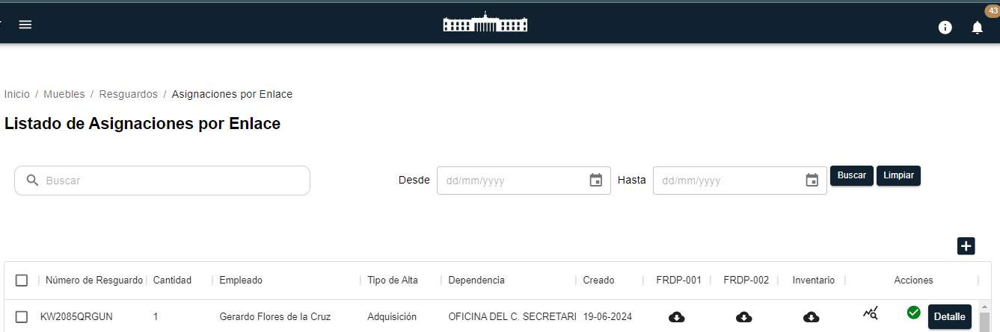 43
Inicio / Muebles / Resguardos / Asignaciones por Enlace
Listado de Asignaciones por Enlace
Buscar Desde dd/mm/yyyy Hasta dd/mm/yyyy Buscar Limpiar
Número de Resguardo Cantidad Empleado Tipo de Alta Dependencia Creado FRDP-001 FRDP-002 Inventario Acciones
KW2085QRGUN 1 Gerardo Flores de la Cruz Adquisición OFICINA DEL C. SECRETARI 19-06-2024 Detalle